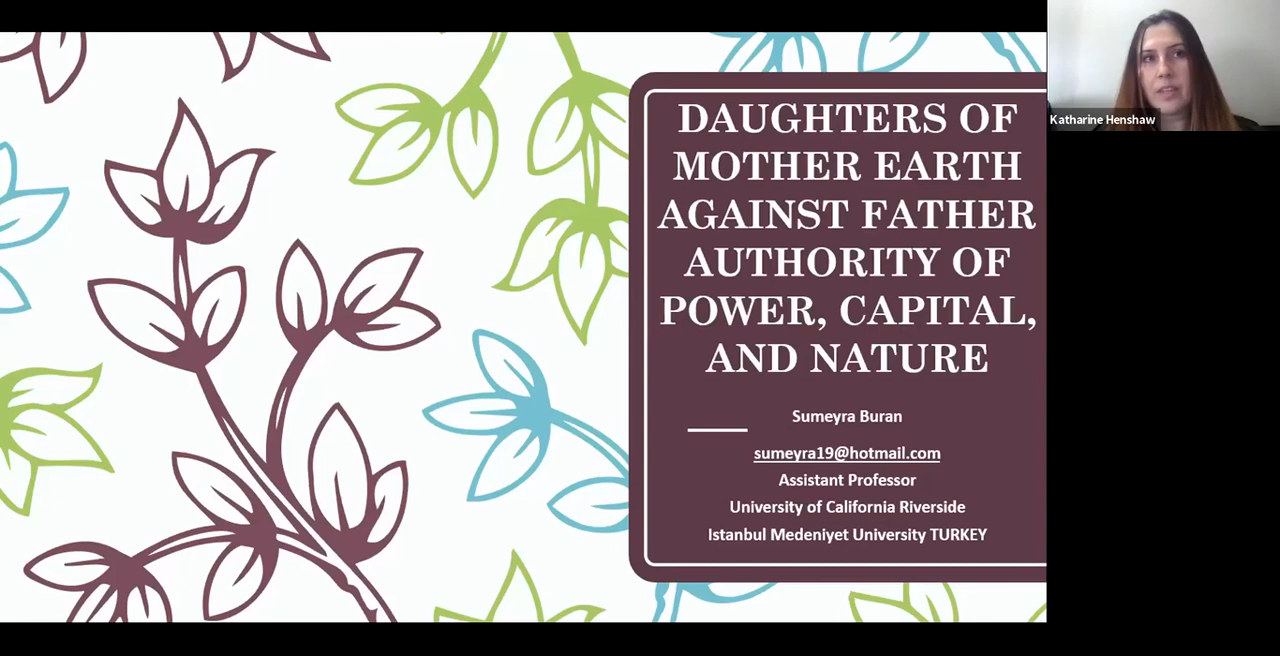 DAUGHTERS OF
MOTHER EARTH
AGAINST FATHER
AUTHORITY OF
POWER, CAPITAL,
AND NATURE
Sumeyra Buran
sumeyra19@hotmail.com
Assistant Professor
University of California Riverside
Istanbul Medeniyet University TURKEY
Katharine Henshaw